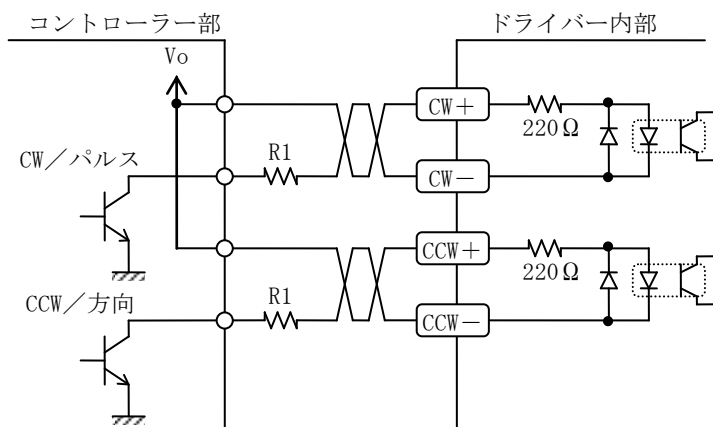 コントローラー部
ドライバー内部
Vo
CW+
220Ω
CW/パルス
R1
CW-
CCW+
220Ω
CCW/方向
R1
CCW-